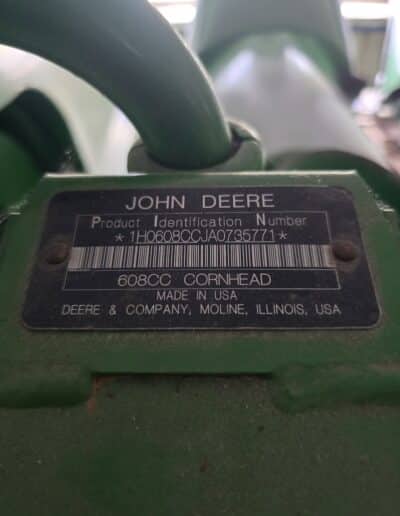 JOHN DEERE
Product Identification Number
*1H0608CCJA0735771*
608CC CORNHEAD
MADE IN USA
DEERE & COMPANY, MOLINE, ILLINOIS, USA